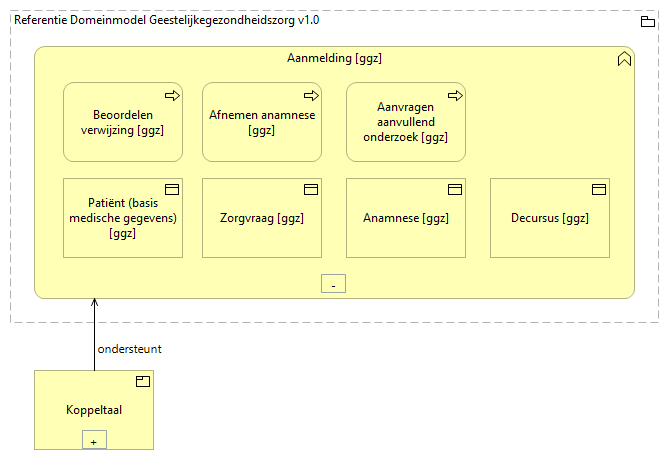 Referentie Domeinmodel Geestelijkegezondheidszorg v1.0
Aanmelding [ggz]
Beoordelen
verwijzing [ggz]
Afnemen anamnese
[ggz]
Aanvragen
aanvullend
onderzoek [ggz]
Patiënt (basis
medische gegevens)
[ggz]
Zorgvraag [ggz]
Anamnese [ggz]
Decursus [ggz]
-
ondersteunt
Koppeltaal
+